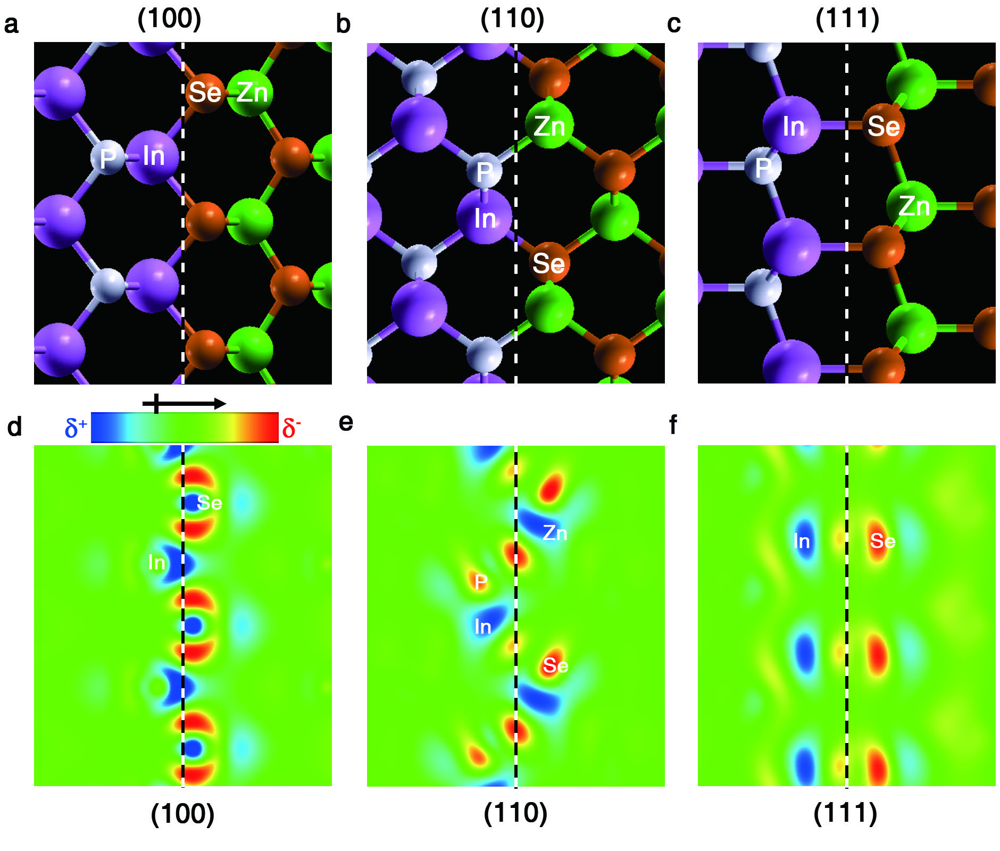 a
(100)
Se
Zn
P
In
b
(110)
Zn
P
In
Se
c
(111)
In
Se
P
Zn
d
δ+
δ-
Se
In
(100)
e
Zn
P
In
Se
(110)
f
In
Se
(111)